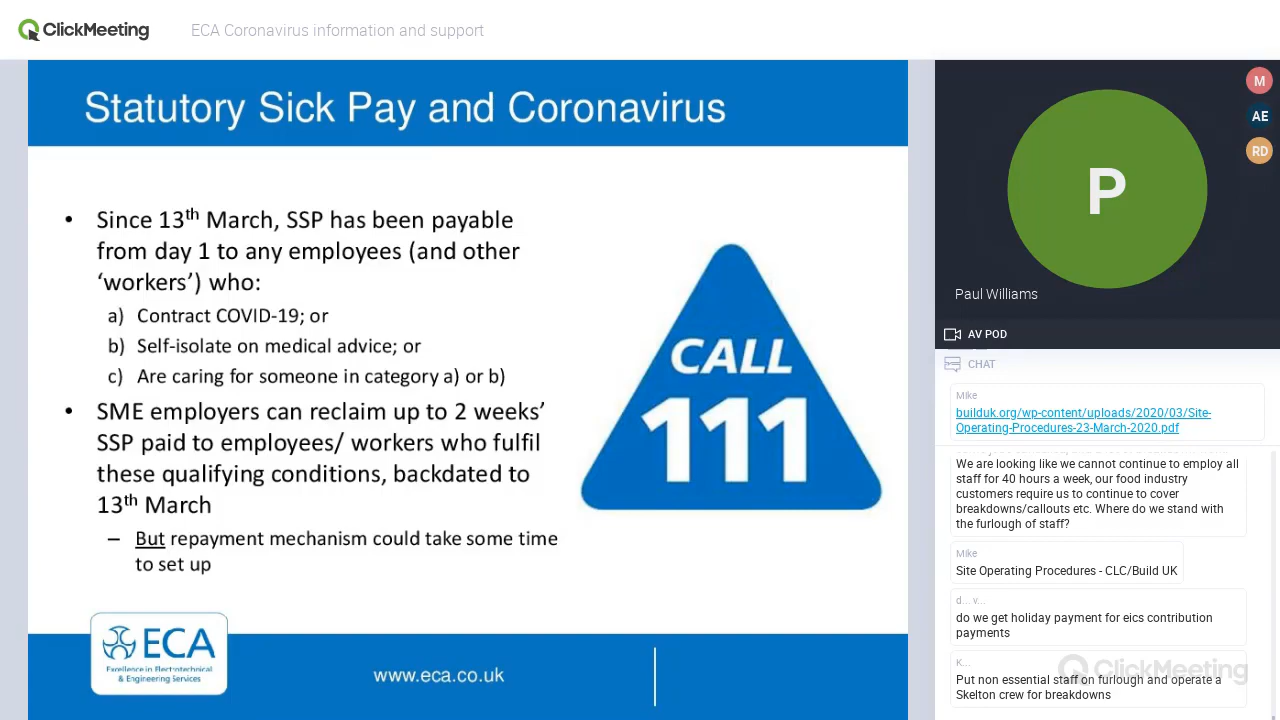 ClickMeeting
ECA Coronavirus information and support
Statutory Sick Pay and Coronavirus
• Since 13th March, SSP has been payable
from day 1 to any employees (and other
‘workers’) who:
a) Contract COVID-19; or
b) Self-isolate on medical advice; or
c) Are caring for someone in category a) or b)
• SME employers can reclaim up to 2 weeks’
SSP paid to employees/ workers who fulfil
these qualifying conditions, backdated to
13th March
– But repayment mechanism could take some time
to set up
CALL
111
ECA
Excellence in Electrotechnical
& Engineering Services
www.eca.co.uk
M
AE
RD
P
Paul Williams
AV POD
CHAT
Mike
builduk.org/wp-content/uploads/2020/03/Site-
Operating-Procedures-23-March-2020.pdf
We are looking like we cannot continue to employ all
staff for 40 hours a week, our food industry
customers require us to continue to cover
breakdowns/callouts etc. Where do we stand with
the furlough of staff?
Mike
Site Operating Procedures - CLC/Build UK
d... v...
do we get holiday payment for eics contribution
payments
K...
Put non essential staff on furlough and operate a
Skelton crew for breakdowns
ClickMeeting